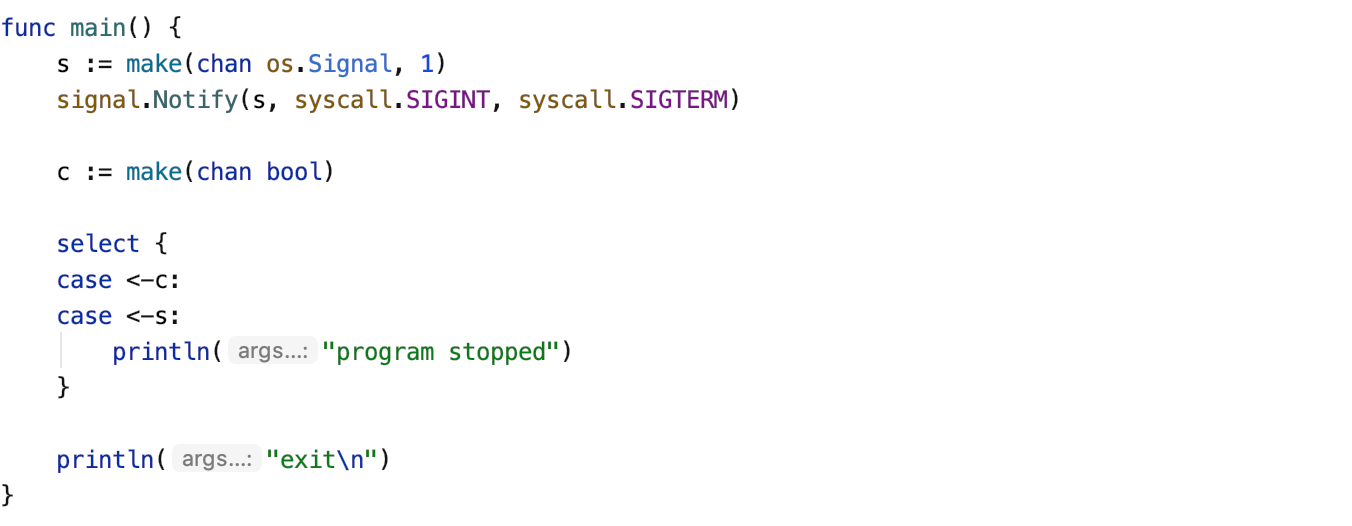 func main() {
    s := make(chan os.Signal, 1)
    signal.Notify(s, syscall.SIGINT, syscall.SIGTERM)

    c := make(chan bool)

    select {
    case <-c:
    case <-s:
        println( args...: "program stopped")
    }

    println( args...: "exit\n")
}